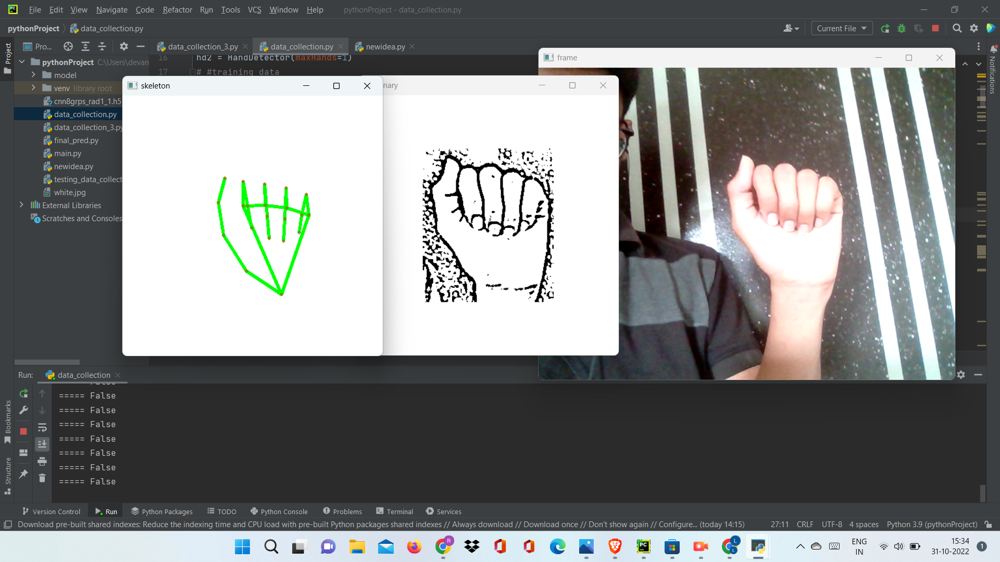 File Edit View Navigate Code Refactor Run Tools VCS Window Help pythonProject - data_collection.py
pythonProject data_collection.py
Current File
Project
Pro...
data_collection_3.py data_collection.py newidea.py
pythonProject C:\Users\devan
model
venv library root
cnn8grps_rad1_1.h5
data_collection.py
data_collection_3.py
final_pred.py
main.py
newidea.py
testing_data_collect
white.jpg
External Libraries
Scratches and Consoles
16 hd2 = HandDetector(maxHands=1)
17 # #training data
skeleton
nary
frame
Notifications
Run: data_collection
===== False
===== False
===== False
===== False
===== False
===== False
===== False
Bookmarks
Structure
Version Control Run Python Packages TODO Python Console Problems Terminal Services
Download pre-built shared indexes: Reduce the indexing time and CPU load with pre-built Python packages shared indexes // Always download // Download once // Don't show again // Configure... (today 14:15) 27:11 CRLF UTF-8 4 spaces Python 3.9 (pythonProject)
R
L
L
PC
ENG
IN
15:34
31-10-2022
1